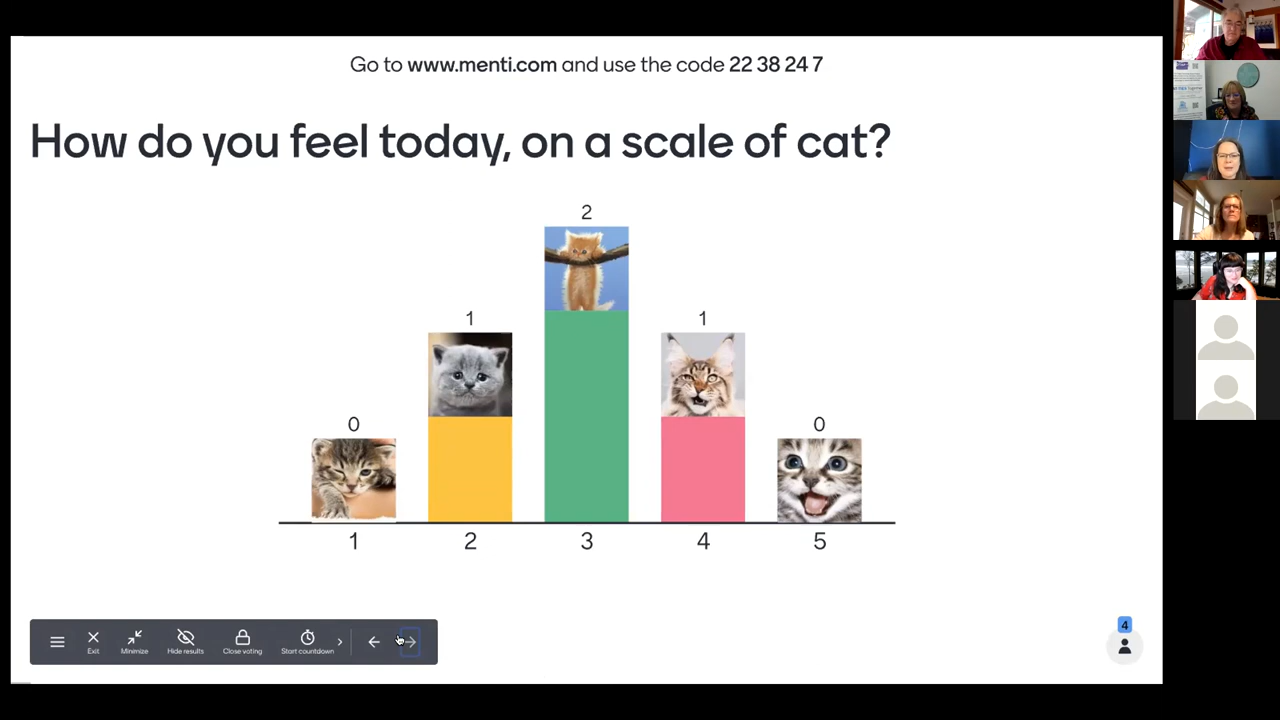 Go to www.menti.com and use the code 22 38 24 7
How do you feel today, on a scale of cat?
2
1
1
0
0
1
2
3
4
5
Exit
Minimize
Hide results
Close voting
Start countdown
4